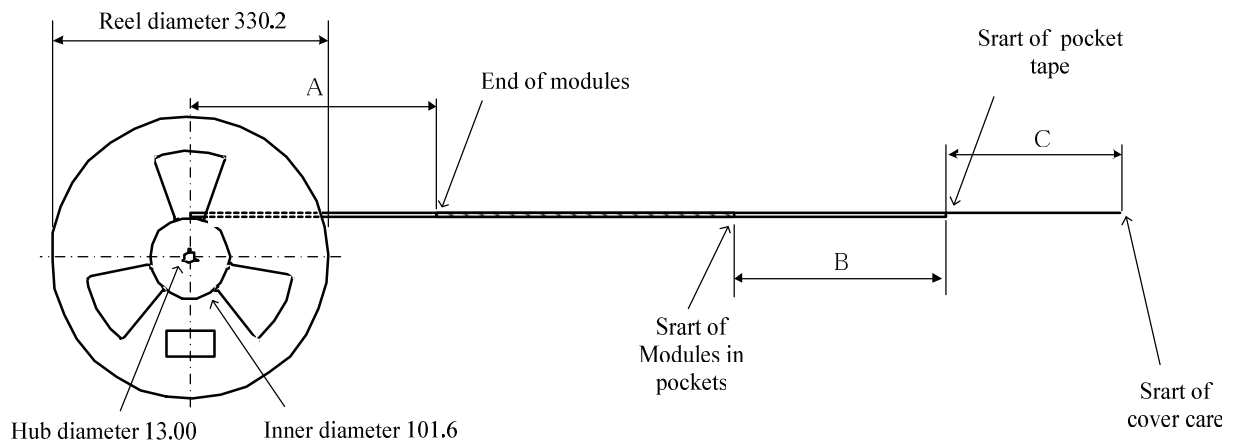 Reel diameter 330.2
A
End of modules
Srart of pocket
tape
C
B
Srart of
Modules in
pockets
Srart of
cover care
Hub diameter 13.00
Inner diameter 101.6